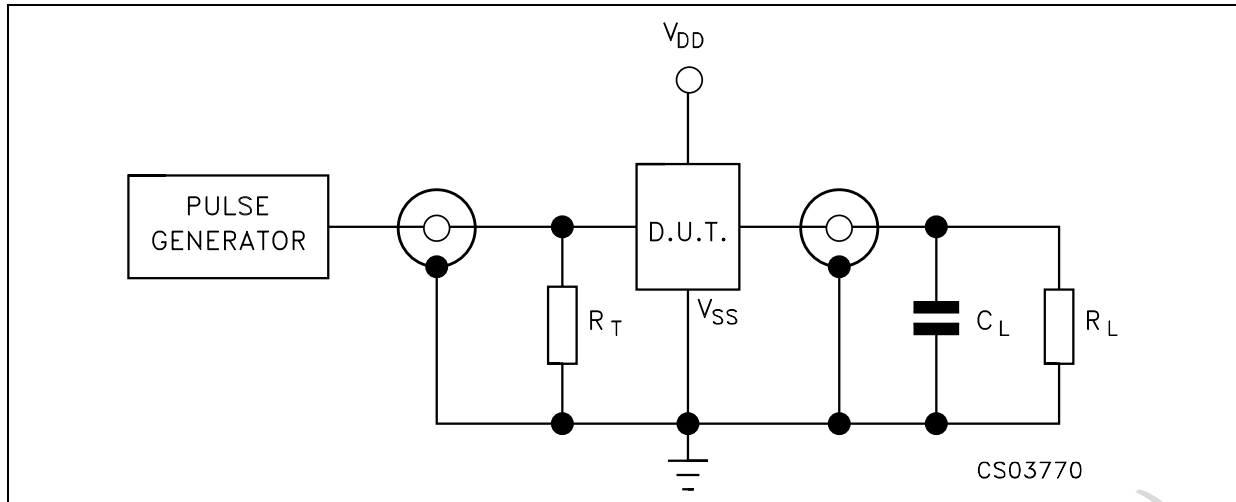 VDD
PULSE
GENERATOR
D.U.T.
VSS
RT
CL
RL
CS03770